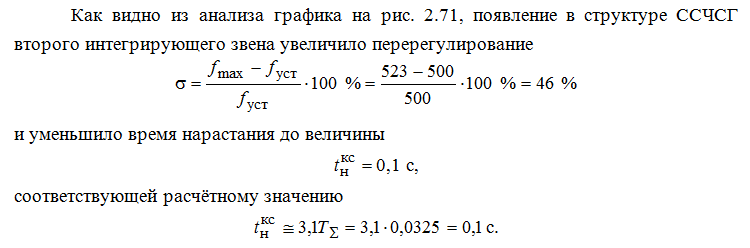 Как видно из анализа графика на рис. 2.71, появление в структуре ССЧСГ
второго интегрирующего звена увеличило перерегулирование
σ = (f_max − f_уст)/f_уст · 100 % = (523 − 500)/500 · 100 % = 46 %
и уменьшило время нарастания до величины
t_н^кс = 0,1 с,
соответствующей расчётному значению
t_н^кс ≅ 3,1T_Σ = 3,1 · 0,0325 = 0,1 с.